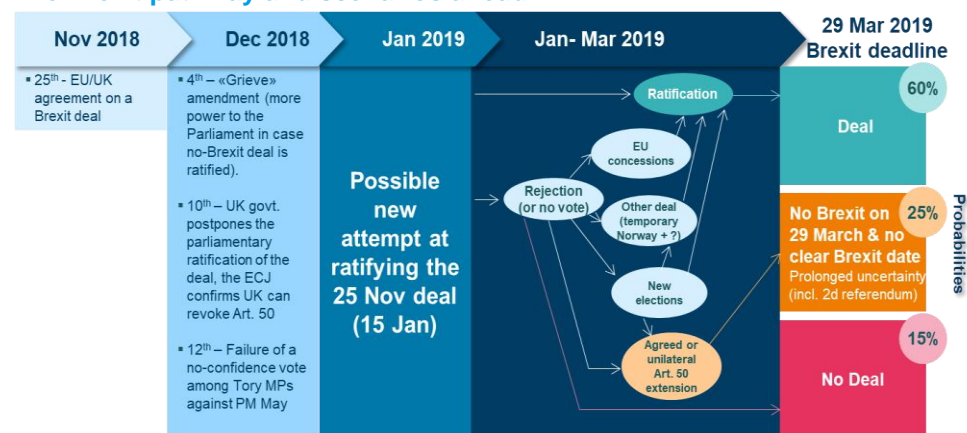 Nov 2018
Dec 2018
Jan 2019
Jan- Mar 2019
29 Mar 2019
Brexit deadline
▪ 25th - EU/UK
agreement on a
Brexit deal
▪ 4th – «Grieve»
amendment (more
power to the
Parliament in case
no-Brexit deal is
ratified).
▪ 10th – UK govt.
postpones the
parliamentary
ratification of the
deal, the ECJ
confirms UK can
revoke Art. 50
▪ 12th – Failure of a
no-confidence vote
among Tory MPs
against PM May
Possible
new
attempt at
ratifying the
25 Nov deal
(15 Jan)
Ratification
EU
concessions
Rejection
(or no vote)
Other deal
(temporary
Norway + ?)
New
elections
Agreed or
unilateral
Art. 50
extension
60%
Deal
25%
No Brexit on
29 March & no
clear Brexit date
Prolonged uncertainty
(incl. 2d referendum)
15%
No Deal
Probabilities